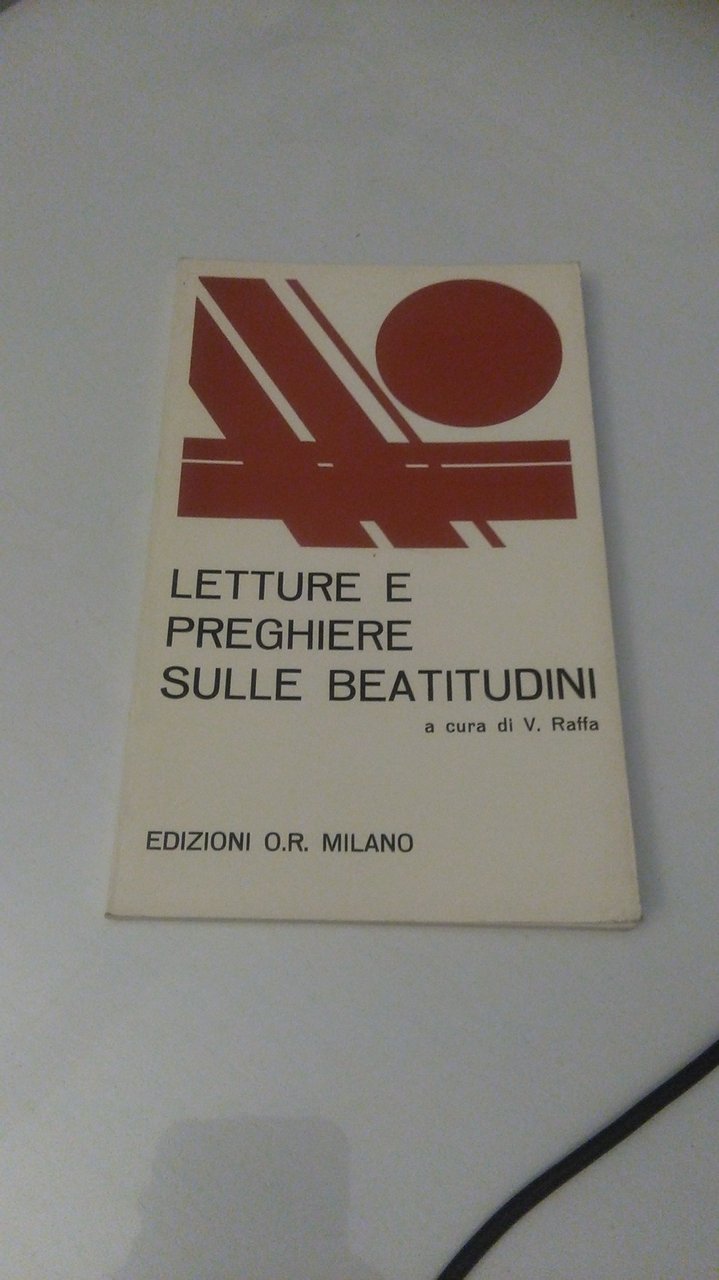 LETTURE E
PREGHIERE
SULLE BEATITUDINI
a cura di V. Raffa
EDIZIONI O.R. MILANO